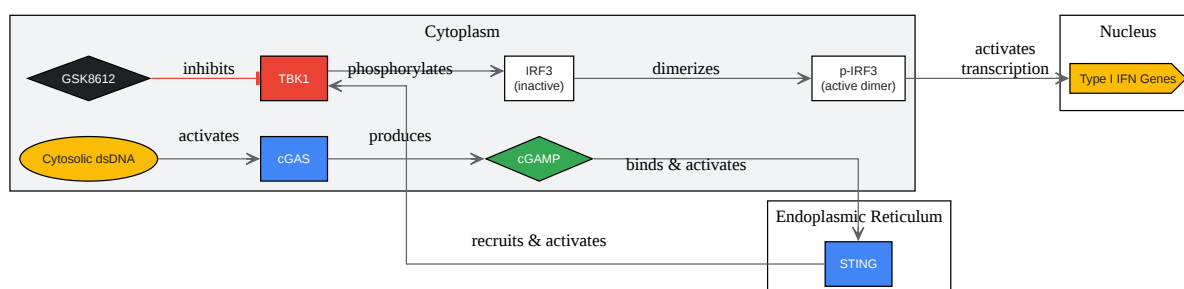 Cytoplasm
Nucleus
GSK8612
inhibits
TBK1
phosphorylates
IRF3
(inactive)
dimerizes
p-IRF3
(active dimer)
activates
transcription
Type I IFN Genes
Cytosolic dsDNA
activates
cGAS
produces
cGAMP
binds & activates
Endoplasmic Reticulum
recruits & activates
STING